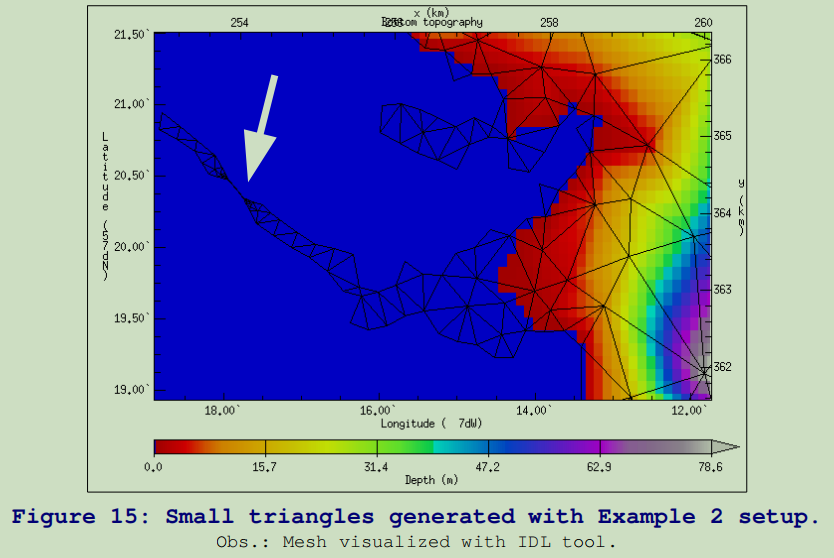 x (km)
Bottom topography
254 256 258 260
21.50`
21.00`
20.50`
20.00`
19.50`
19.00`
Latitude (57dN)
366
365
364
363
362
y (km)
18.00` 16.00` 14.00` 12.00`
Longitude ( 7dW)
0.0 15.7 31.4 47.2 62.9 78.6
Depth (m)
Figure 15: Small triangles generated with Example 2 setup.
Obs.: Mesh visualized with IDL tool.